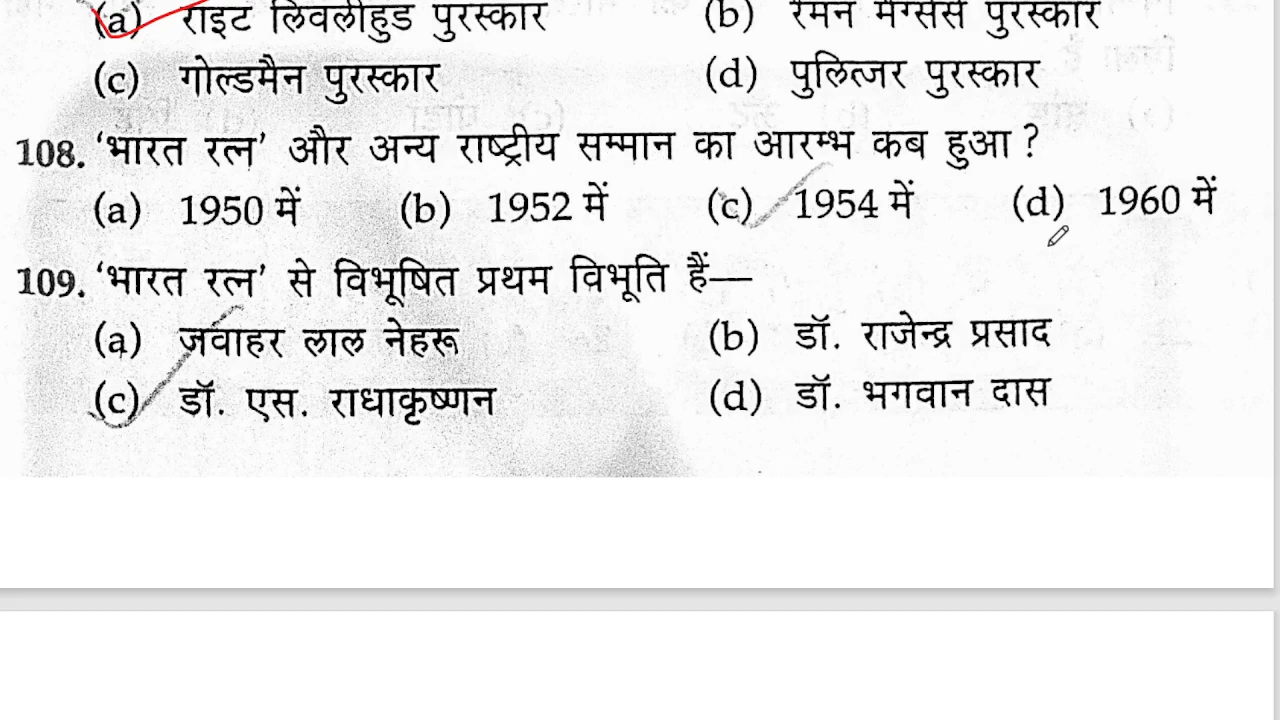 (a) राइट लिवलीहुड पुरस्कार (b) रैमन मैग्सेसे पुरस्कार
(c) गोल्डमैन पुरस्कार (d) पुलित्जर पुरस्कार
108. ‘भारत रत्न’ और अन्य राष्ट्रीय सम्मान का आरम्भ कब हुआ ?
(a) 1950 में (b) 1952 में (c) 1954 में (d) 1960 में
109. ‘भारत रत्न’ से विभूषित प्रथम विभूति हैं—
(a) जवाहर लाल नेहरू (b) डॉ. राजेन्द्र प्रसाद
(c) डॉ. एस. राधाकृष्णन (d) डॉ. भगवान दास